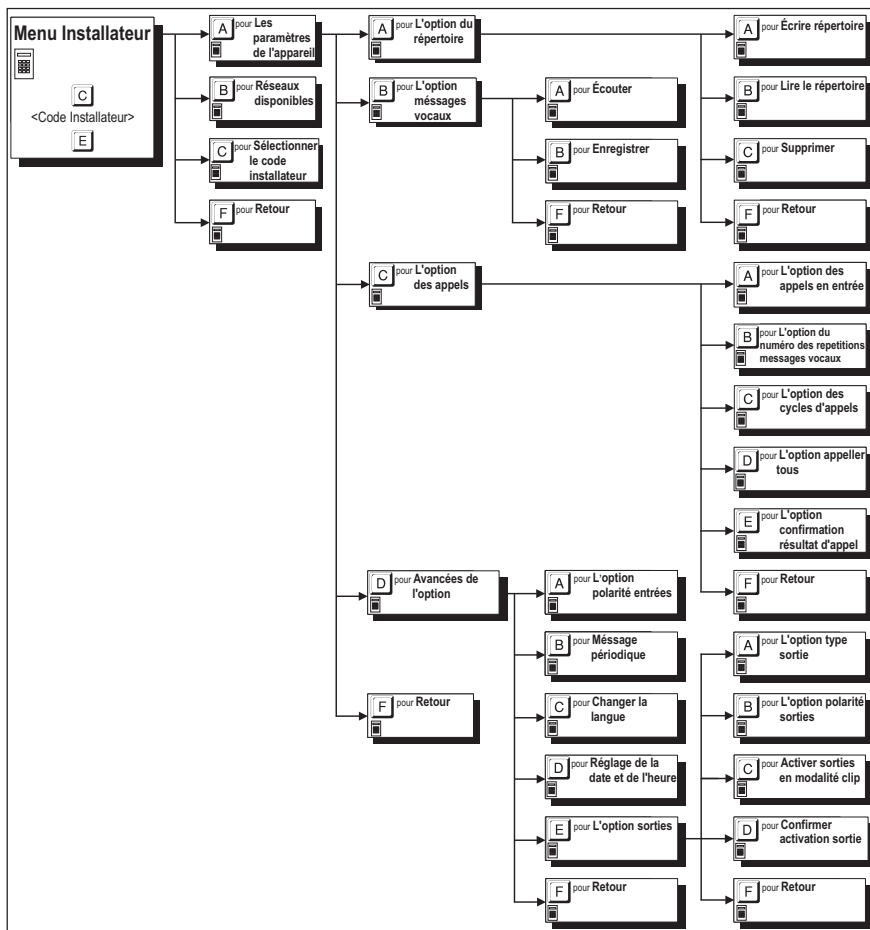 Menu Installateur
C
<Code Installateur>
E
A pour Les
paramètres
de l'appareil
B pour Réseaux
disponibles
C pour Sélectionner
le code
installateur
F pour Retour
A pour L'option du
répertoire
B pour L'option
méssages
vocaux
C pour L'option
des appels
D pour Avancées de
l'option
F pour Retour
A pour Écouter
B pour Enregistrer
F pour Retour
A pour L'option
polarité entrées
B pour Méssage
périodique
C pour Changer la
langue
D pour Réglage de la
date et de l'heure
E pour L'option sorties
F pour Retour
A pour Écrire répertoire
B pour Lire le répertoire
C pour Supprimer
F pour Retour
A pour L'option des
appels en entrée
B pour L'option du
numéro des repetitions
messages vocaux
C pour L'option des
cycles d'appels
D pour L'option appeller
tous
E pour L'option
confirmation
résultat d'appel
F pour Retour
A pour L'option type
sortie
B pour L'option polarité
sorties
C pour Activer sorties
en modalité clip
D pour Confirmer
activation sortie
F pour Retour